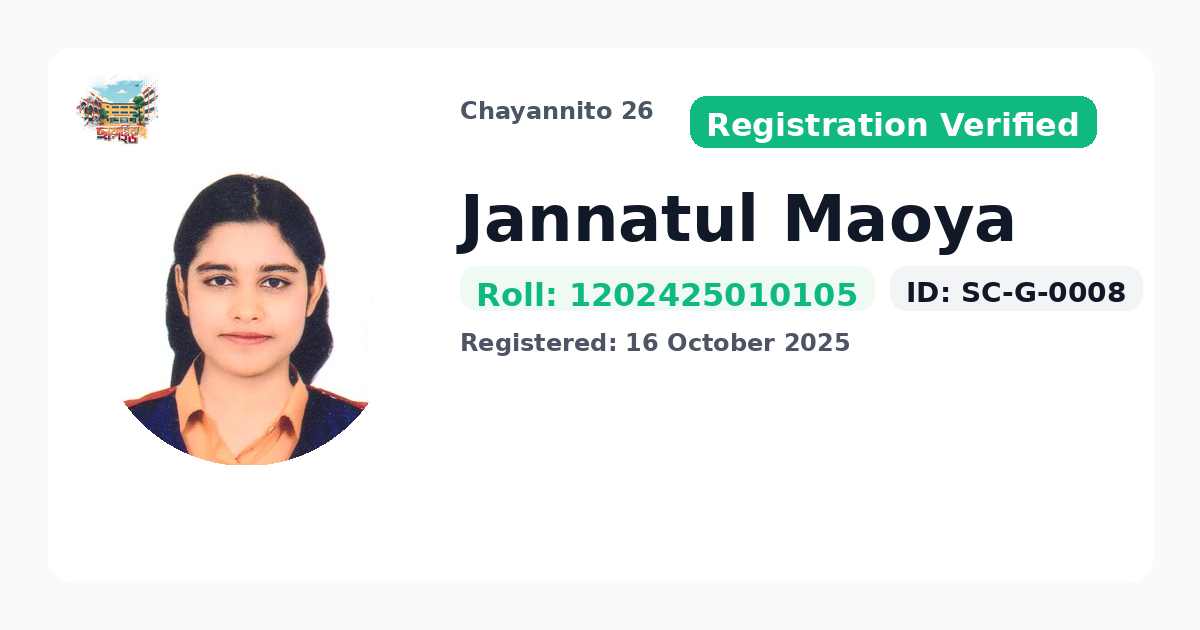 Chayannito 26
Registration Verified
Jannatul Maoya
Roll: 1202425010105
ID: SC-G-0008
Registered: 16 October 2025